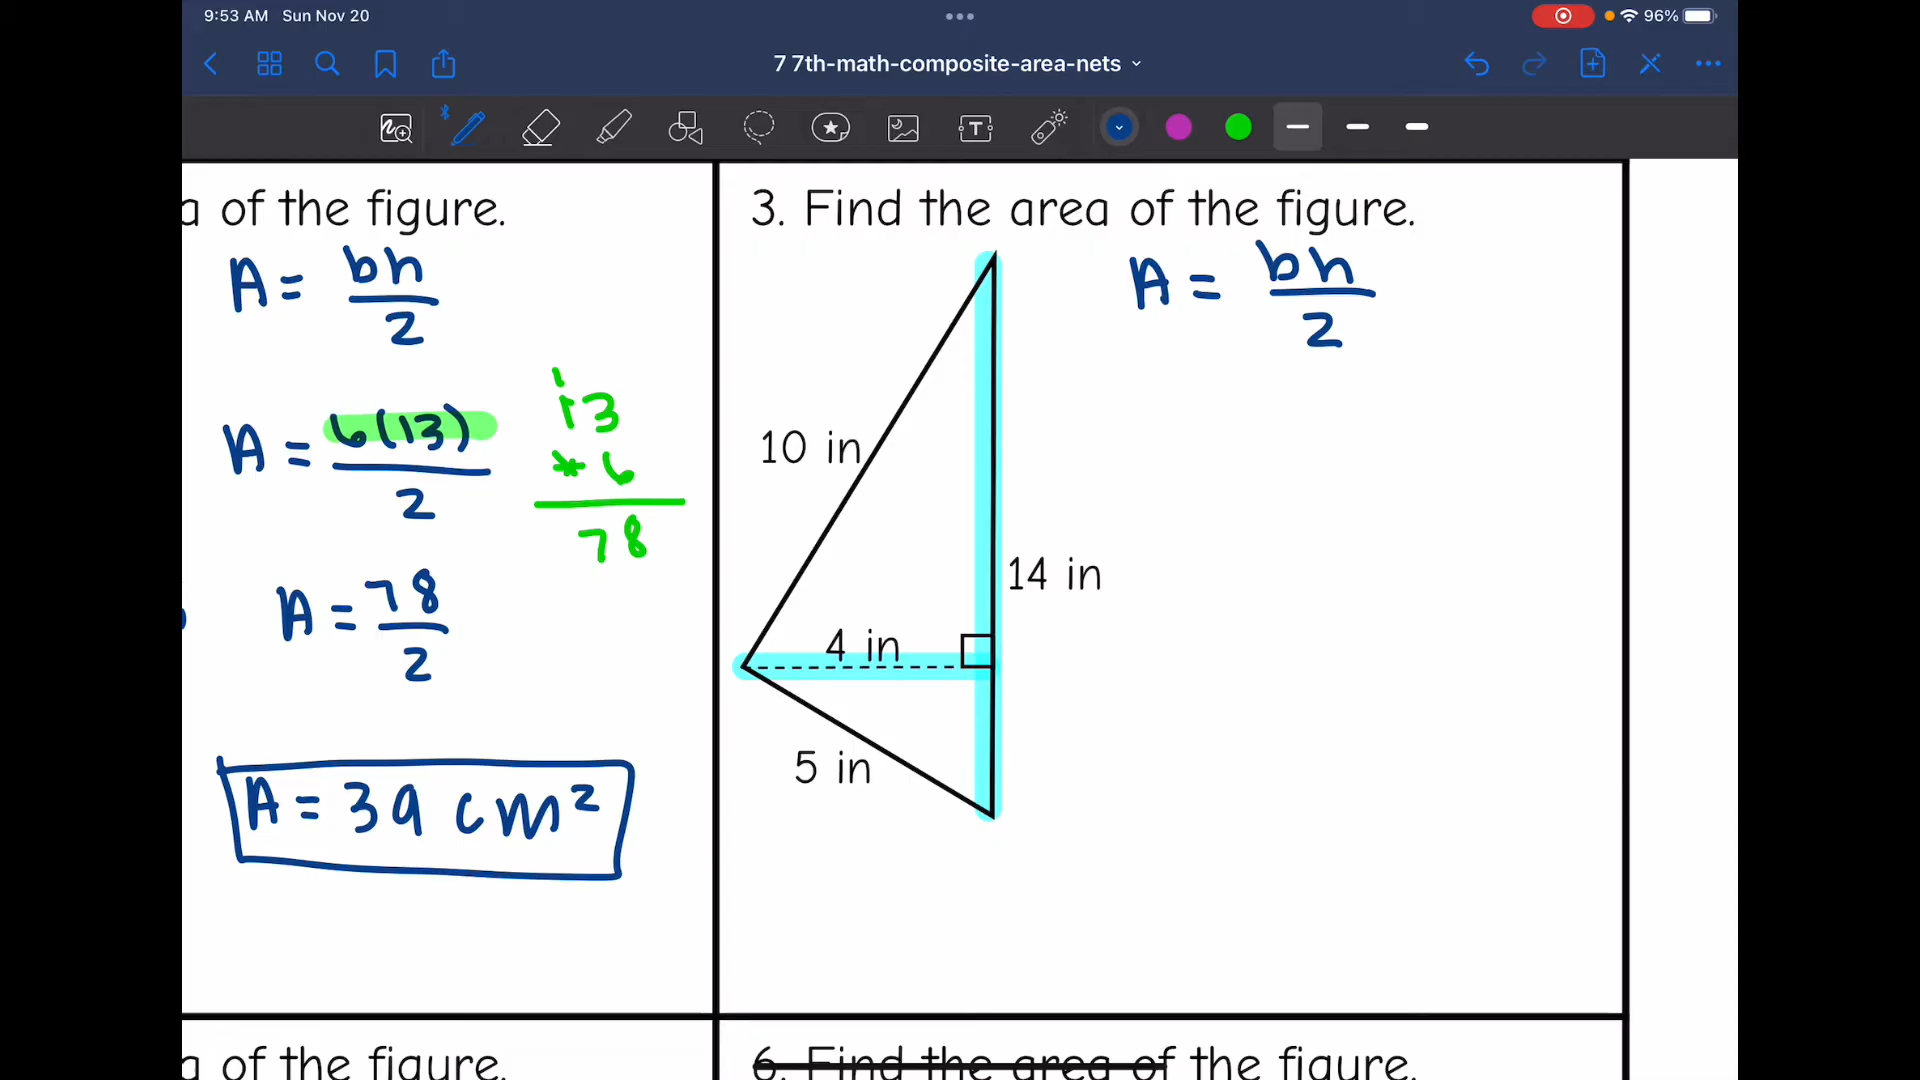 9:53 AM Sun Nov 20
96%
7 7th-math-composite-area-nets
a of the figure.
A = bh
2
A = 6(13)
2
13
* 6
78
A = 78
2
A = 39 cm²
3. Find the area of the figure.
A = bh
2
10 in
14 in
4 in
5 in
a of the figure.
6. Find the area of the figure.